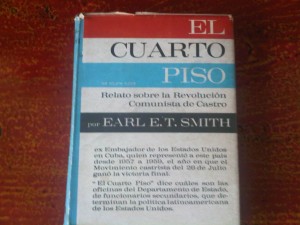 EL
CUARTO
PISO
Relato sobre la Revolución
Comunista de Castro
por EARL E. T. SMITH
ex Embajador de los Estados Unidos
en Cuba, quien representó a este país
desde 1957 a 1959, el año en que el
Movimiento castrista del 26 de Julio
ganó la victoria final.
"El Cuarto Piso" dice cuáles son las
oficinas del Departamento de Estado,
de funcionarios secundarios, que de-
terminan la política latinoamericana
de los Estados Unidos.